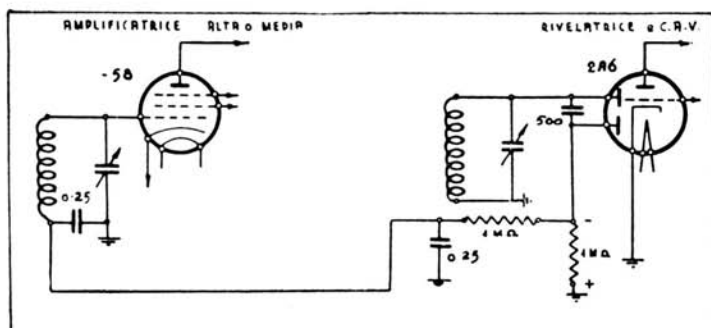 AMPLIFICATRICE ALTA O MEDIA
RIVELATRICE e C.A.V.
-58
2A6
500
0.25
1MΩ
-
0.25
1MΩ
+